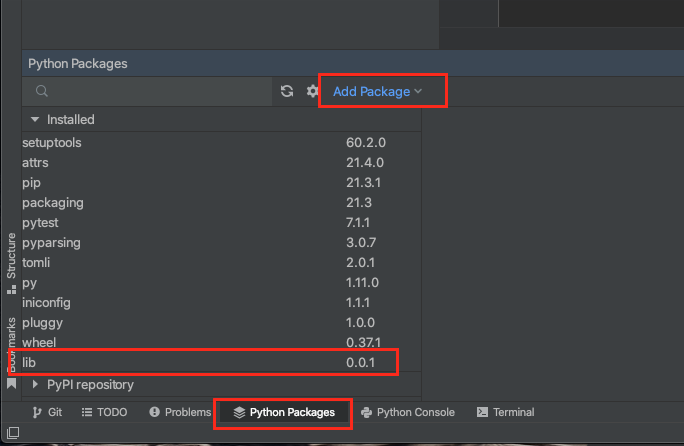 Python Packages
Add Package
Installed
setuptools 60.2.0
attrs 21.4.0
pip 21.3.1
packaging 21.3
pytest 7.1.1
pyparsing 3.0.7
tomli 2.0.1
py 1.11.0
iniconfig 1.1.1
pluggy 1.0.0
wheel 0.37.1
lib 0.0.1
PyPI repository
Structure
Bookmarks
Git TODO Problems Python Packages Python Console Terminal